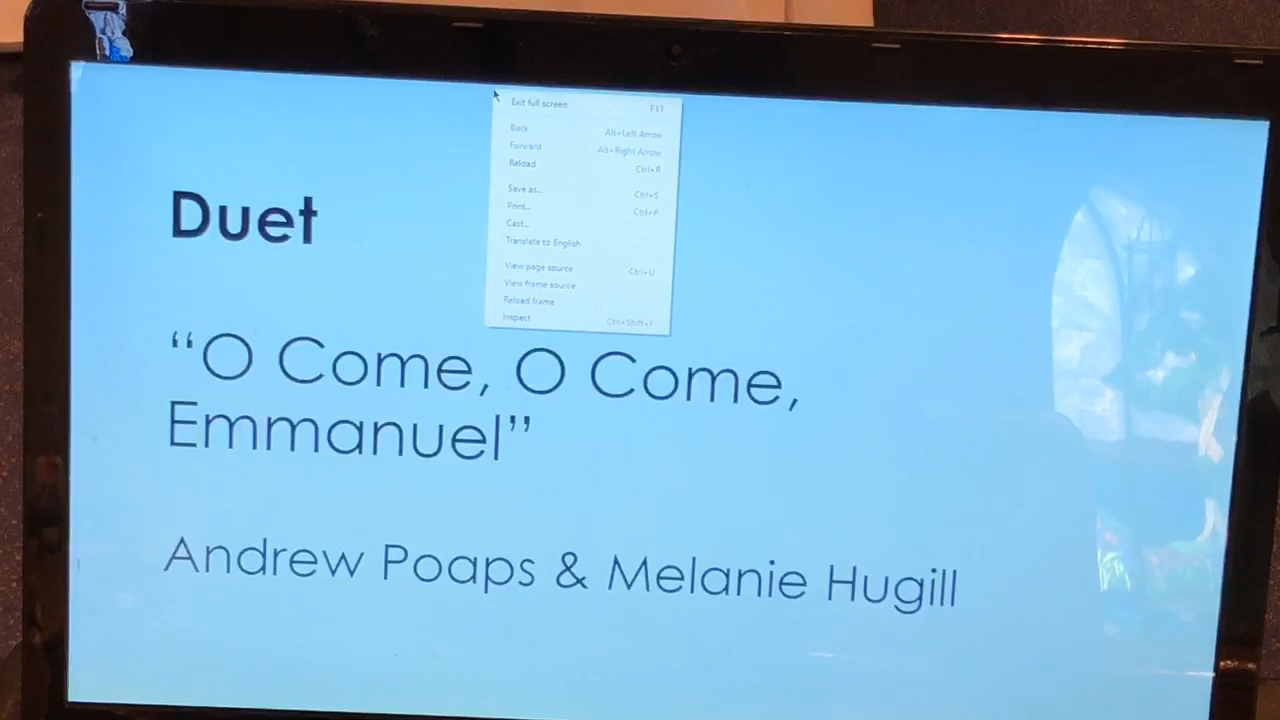 Exit full screen F11
Back Alt+Left Arrow
Forward Alt+Right Arrow
Reload Ctrl+R
Save as... Ctrl+S
Print... Ctrl+P
Cast...
Translate to English
View page source Ctrl+U
View frame source
Reload frame
Inspect Ctrl+Shift+I
Duet
“O Come, O Come,
Emmanuel”
Andrew Poaps & Melanie Hugill